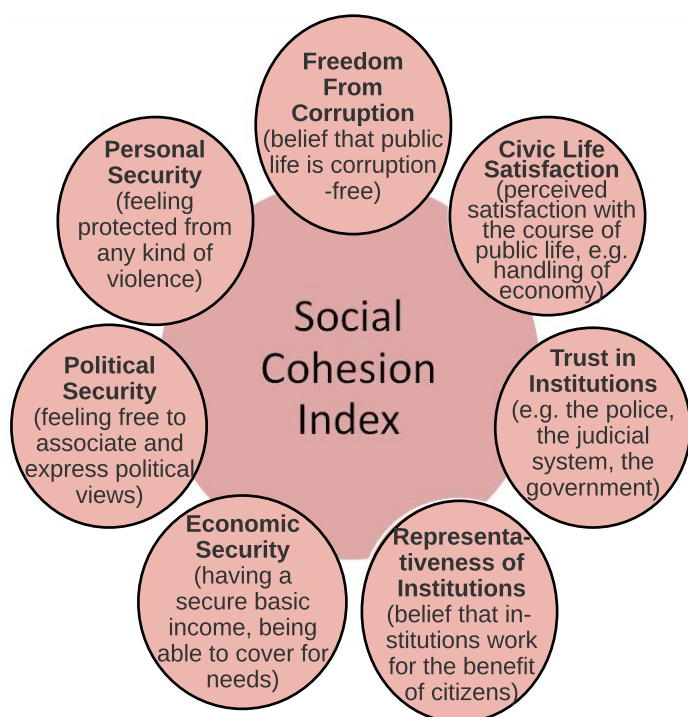 Freedom
From
Corruption
(belief that public
life is corruption
-free)
Civic Life
Satisfaction
(perceived
satisfaction with
the course of
public life, e.g.
handling of
economy)
Trust in
Institutions
(e.g. the police,
the judicial
system, the
government)
Representa-
tiveness of
Institutions
(belief that in-
stitutions work
for the benefit
of citizens)
Economic
Security
(having a
secure basic
income, being
able to cover for
needs)
Political
Security
(feeling free to
associate and
express political
views)
Personal
Security
(feeling
protected from
any kind of
violence)
Social
Cohesion
Index